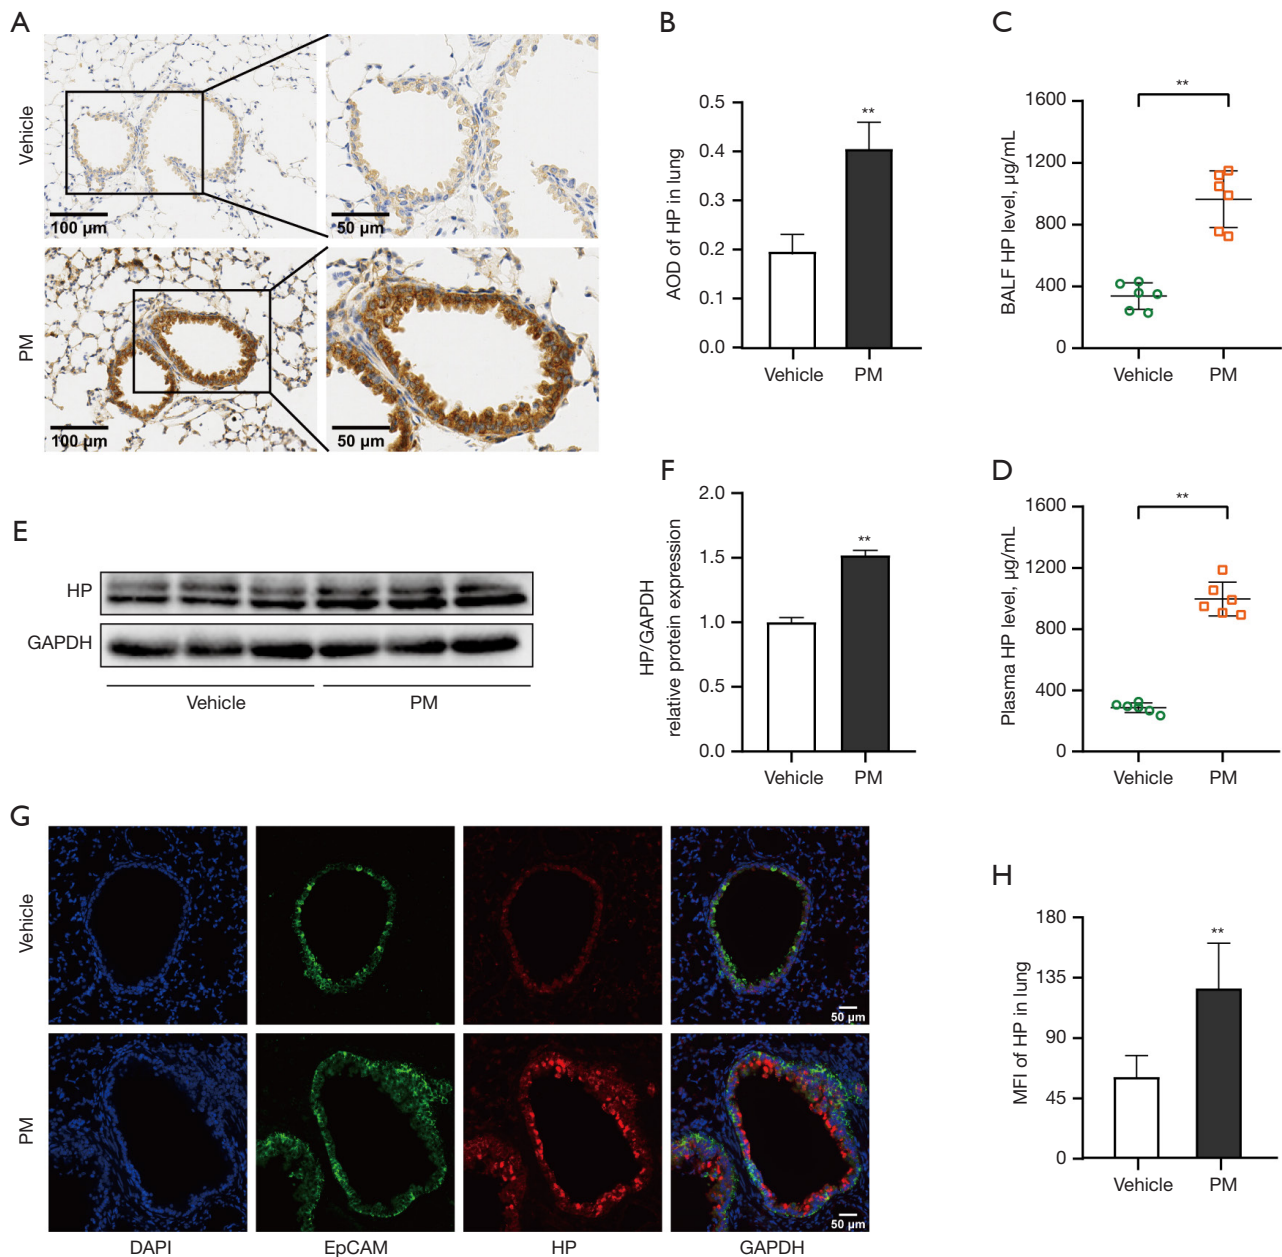 A
Vehicle
100 µm
50 µm
PM
100 µm
50 µm
B
AOD of HP in lung
0.5
0.4
0.3
0.2
0.1
0.0
**
Vehicle
PM
C
BALF HP level, µg/mL
1600
1200
800
400
0
**
Vehicle
PM
D
Plasma HP level, µg/mL
1600
1200
800
400
0
**
Vehicle
PM
E
HP
GAPDH
Vehicle
PM
F
HP/GAPDH
relative protein expression
2.0
1.5
1.0
0.5
0.0
**
Vehicle
PM
G
Vehicle
50 µm
PM
50 µm
DAPI
EpCAM
HP
GAPDH
H
MFI of HP in lung
180
135
90
45
0
**
Vehicle
PM